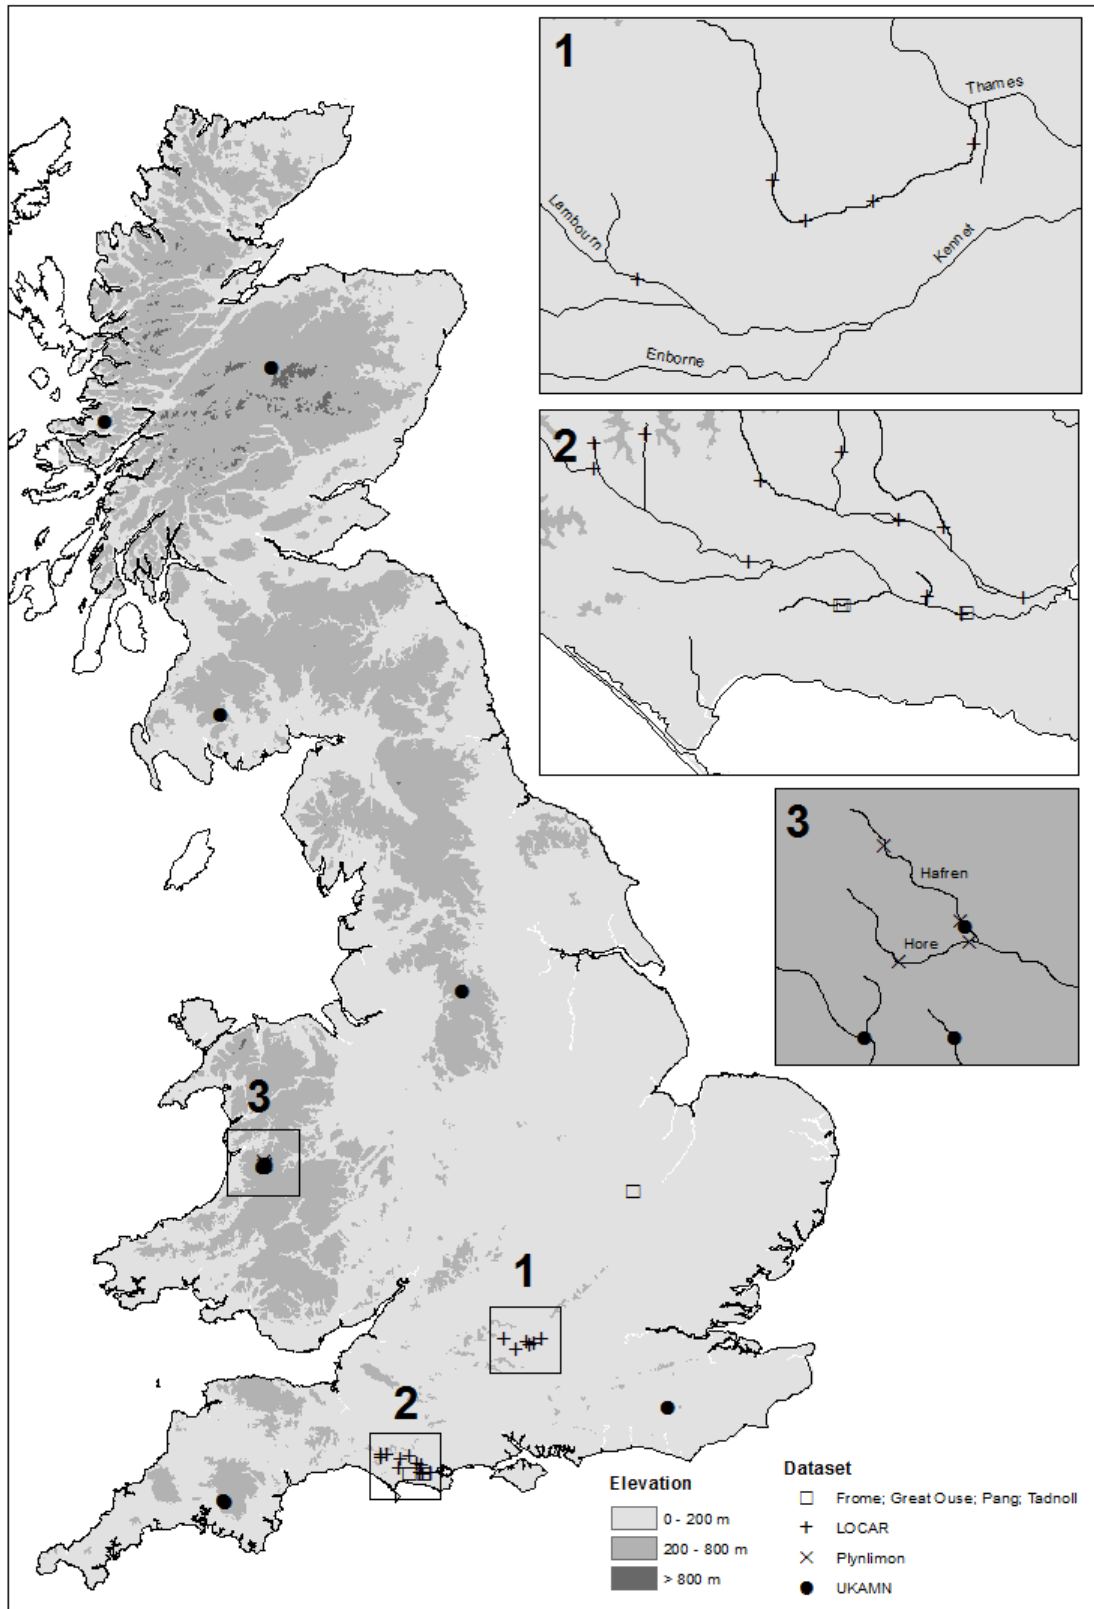 1
Thames
Lambourn
Kennet
Enborne
2
3
Hafren
Hore
3
1
2
Elevation
0 - 200 m
200 - 800 m
> 800 m
Dataset
Frome; Great Ouse; Pang; Tadnoll
LOCAR
Plynlimon
UKAMN